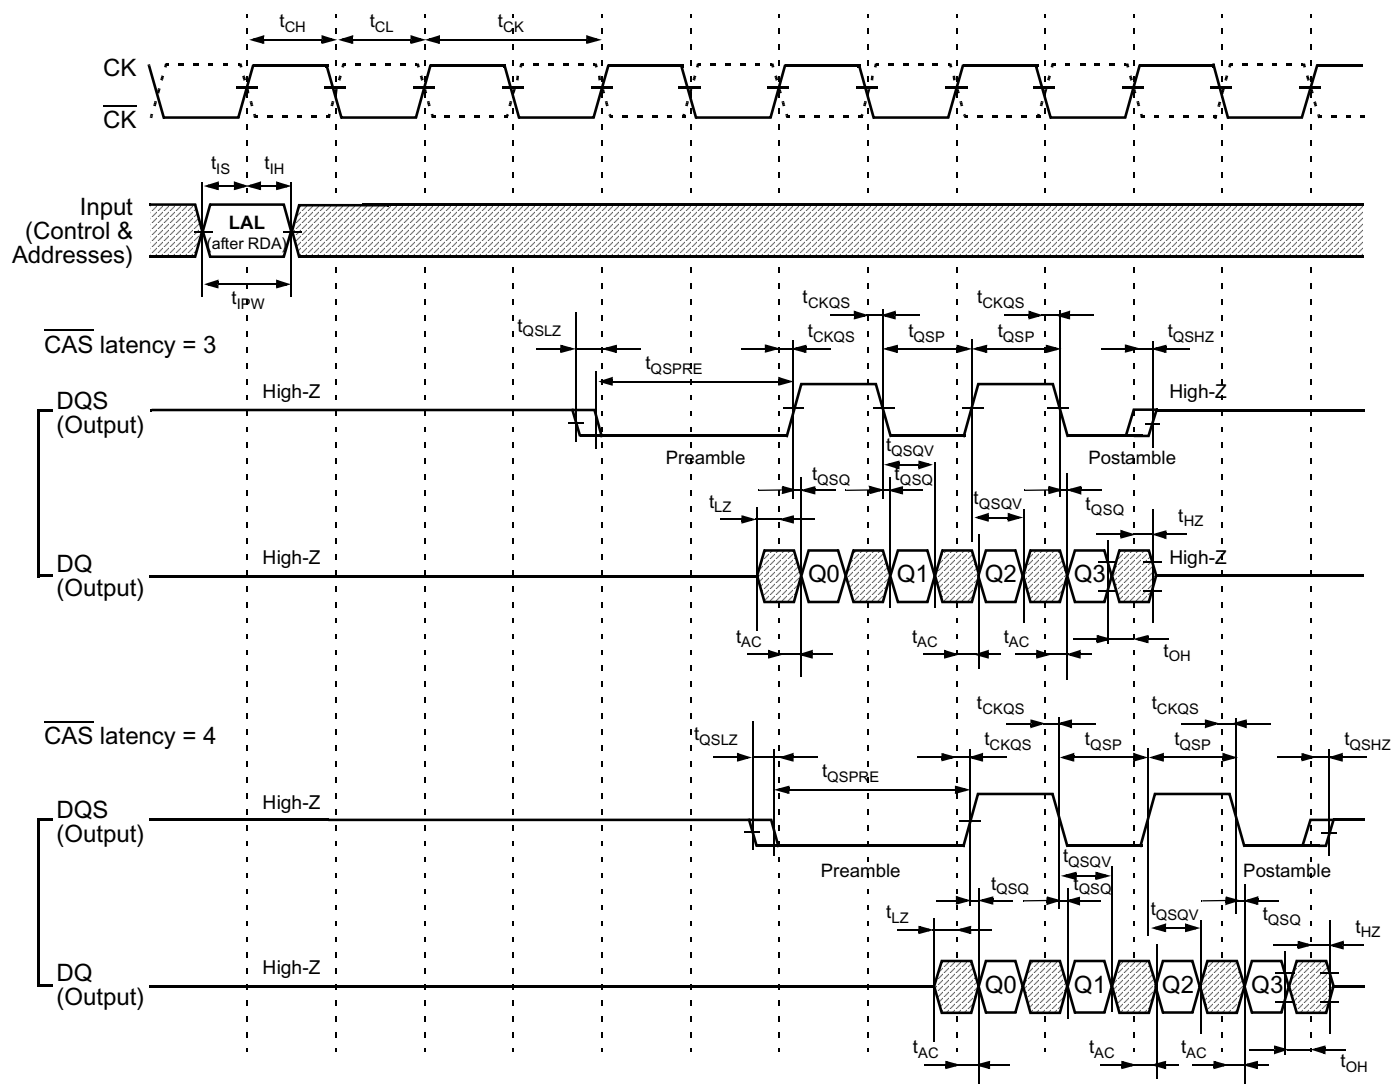 tCH tCL tCK
CK
CK
tIS tIH
Input
(Control &
Addresses)
LAL
(after RDA)
tIPW
CAS latency = 3
tQSLZ tCKQS tCKQS tQSP tCKQS tQSP tQSHZ
tQSPRE
DQS
(Output)
High-Z
High-Z
Preamble
Postamble
tQSQV
tLZ tQSQ tQSQ tQSQV tQSQ tHZ
DQ
(Output)
High-Z
Q0 Q1 Q2 Q3
High-Z
tAC tAC tAC tOH
CAS latency = 4
tQSLZ tCKQS tCKQS tQSP tCKQS tQSP tQSHZ
tQSPRE
DQS
(Output)
High-Z
Preamble
Postamble
tQSQV
tLZ tQSQ tQSQ tQSQV tQSQ tHZ
DQ
(Output)
High-Z
Q0 Q1 Q2 Q3
tAC tAC tAC tOH